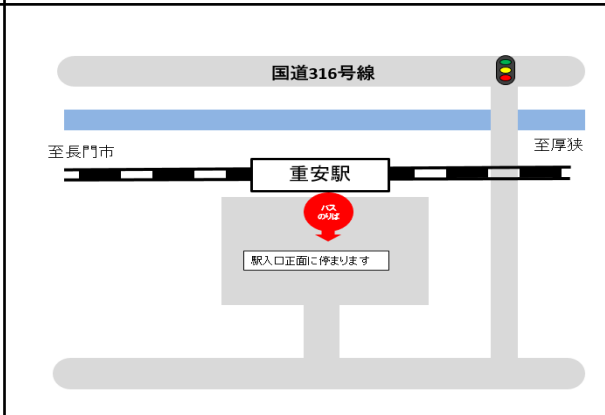 国道316号線
至長門市
至厚狭
重安駅
バス
のりば
駅入口正面に停まります